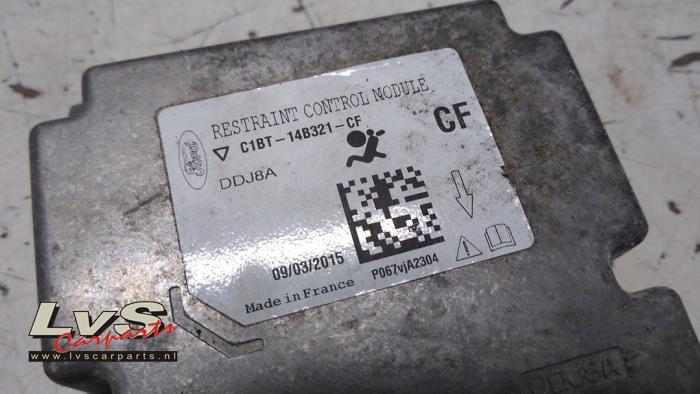 RESTRAINT CONTROL MODULE
Ford
C1BT-14B321-CF
CF
DDJ8A
09/03/2015
P067vjA2304
Made in France
DDJ8A
LvS
Carparts
www.lvscarparts.nl